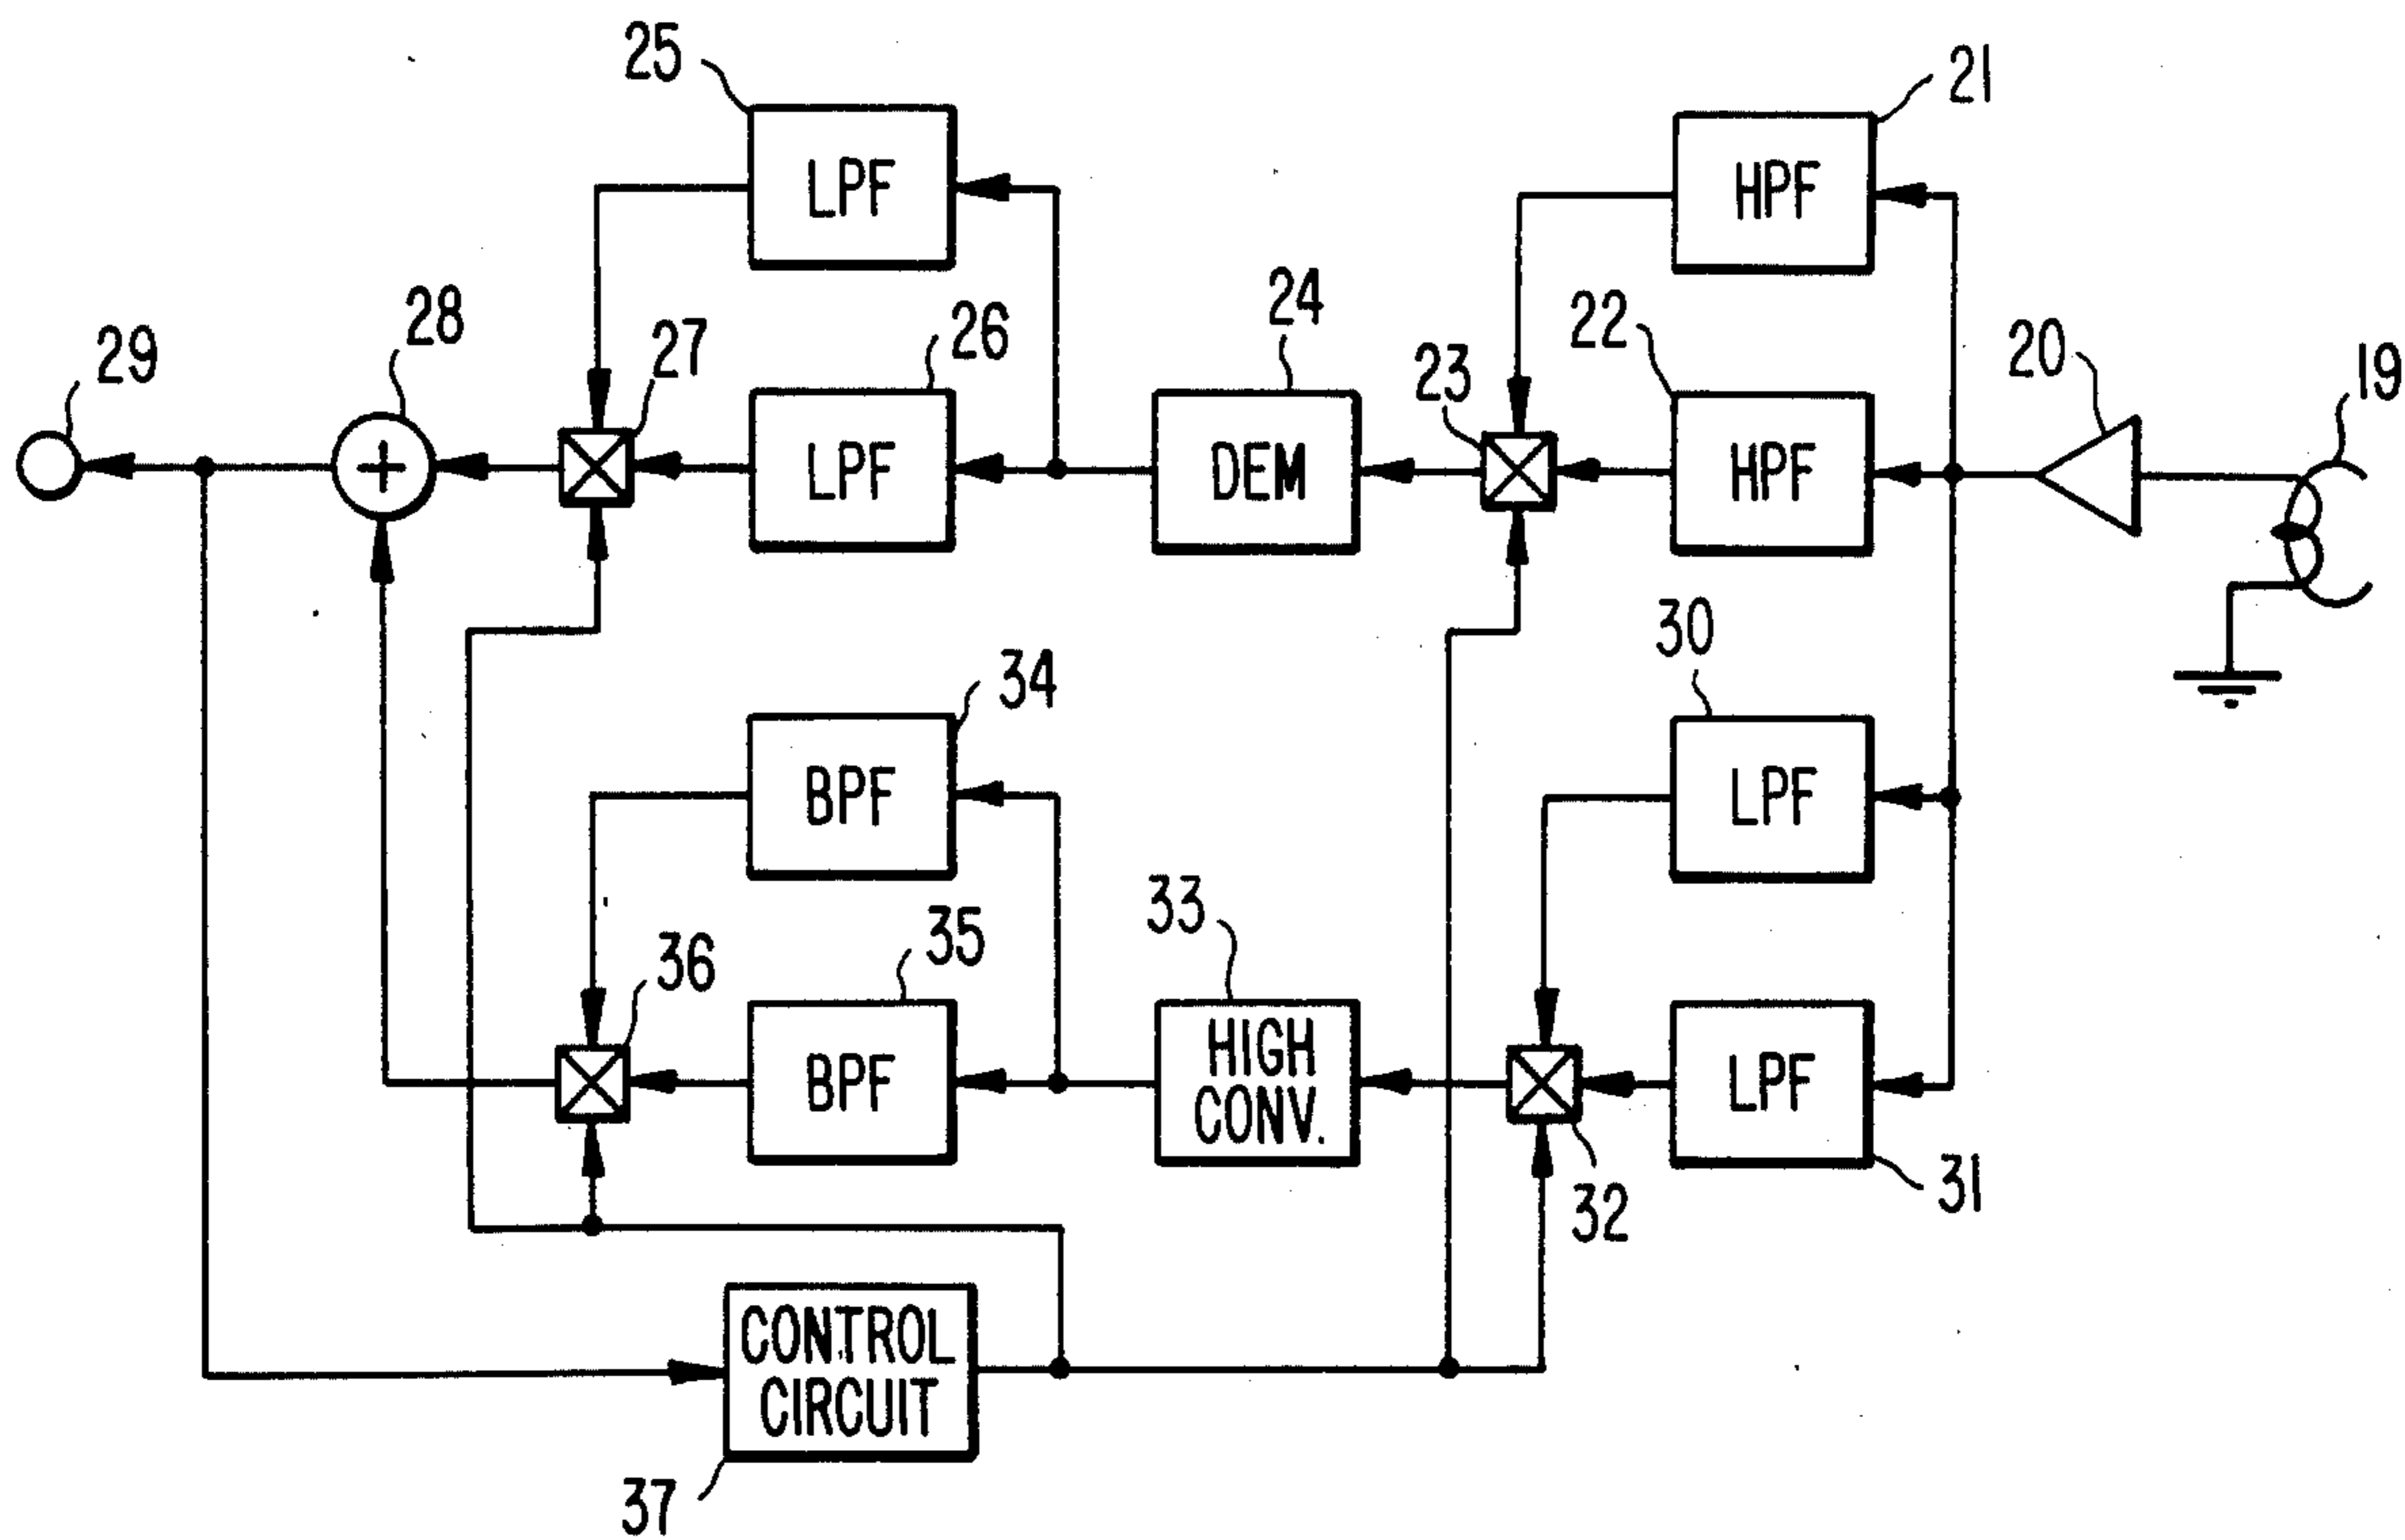 25
21
LPF
HPF
29
28
27
26
24
23
22
20
19
+
LPF
DEM
HPF
34
30
BPF
LPF
36
35
33
BPF
HIGH
CONV.
LPF
32
31
CONTROL
CIRCUIT
37